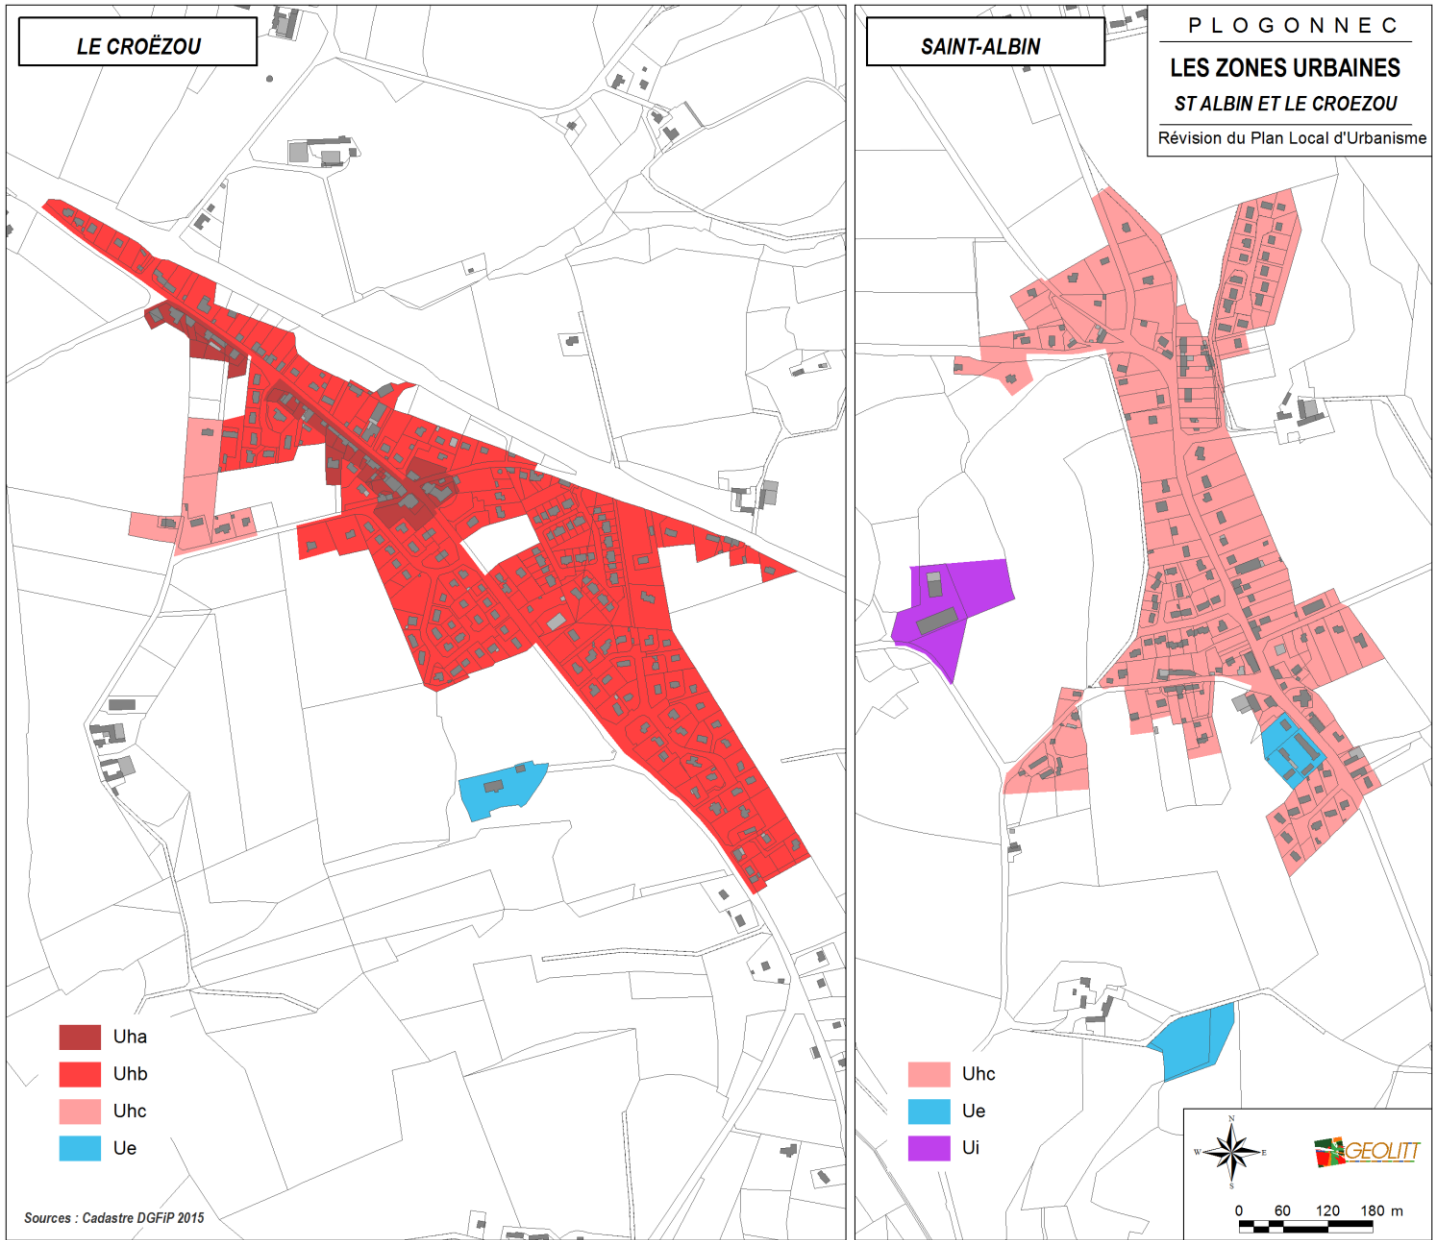 LE CROËZOU
SAINT-ALBIN
PLOGONNEC
LES ZONES URBAINES
ST ALBIN ET LE CROEZOU
Révision du Plan Local d'Urbanisme
Uha
Uhb
Uhc
Ue
Sources : Cadastre DGFiP 2015
Uhc
Ue
Ui
N
W E
S
GEOLITT
0 60 120 180 m